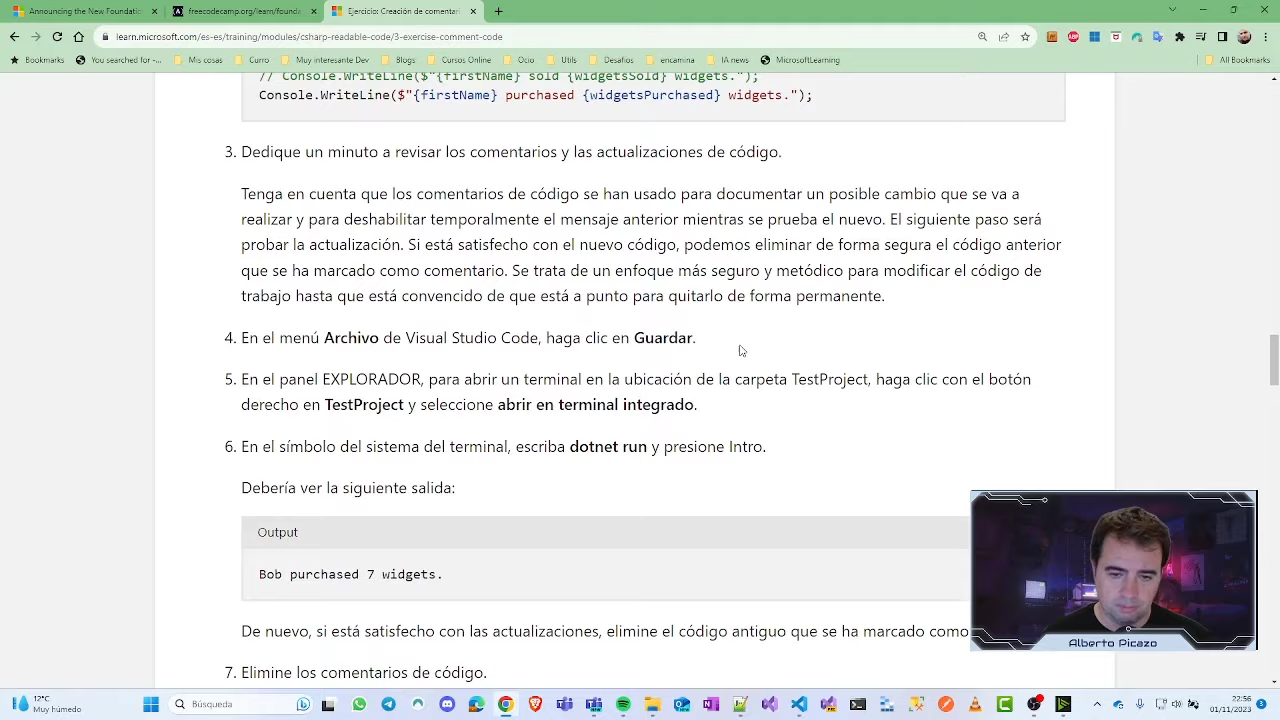 Announcing the New Foundatic
freecodecamp.org/learn/foundi
Ejercicio: Creación de comentari
learn.microsoft.com/es-es/training/modules/csharp-readable-code/3-exercise-comment-code
Bookmarks
You searched for -...
Mis cosas
Curro
Muy interesante Dev
Blogs
Cursos Online
Ocio
Utils
Desafios
encamina
IA news
MicrosoftLearning
All Bookmarks
// Console.WriteLine($"{firstName} sold {widgetsSold} widgets.");
Console.WriteLine($"{firstName} purchased {widgetsPurchased} widgets.");
3. Dedique un minuto a revisar los comentarios y las actualizaciones de código.
Tenga en cuenta que los comentarios de código se han usado para documentar un posible cambio que se va a
realizar y para deshabilitar temporalmente el mensaje anterior mientras se prueba el nuevo. El siguiente paso será
probar la actualización. Si está satisfecho con el nuevo código, podemos eliminar de forma segura el código anterior
que se ha marcado como comentario. Se trata de un enfoque más seguro y metódico para modificar el código de
trabajo hasta que está convencido de que está a punto para quitarlo de forma permanente.
4. En el menú Archivo de Visual Studio Code, haga clic en Guardar.
5. En el panel EXPLORADOR, para abrir un terminal en la ubicación de la carpeta TestProject, haga clic con el botón
derecho en TestProject y seleccione abrir en terminal integrado.
6. En el símbolo del sistema del terminal, escriba dotnet run y presione Intro.
Debería ver la siguiente salida:
Output
Bob purchased 7 widgets.
De nuevo, si está satisfecho con las actualizaciones, elimine el código antiguo que se ha marcado como
7. Elimine los comentarios de código.
Alberto Picazo
12°C
Muy húmedo
Búsqueda
22:56
01/11/2023